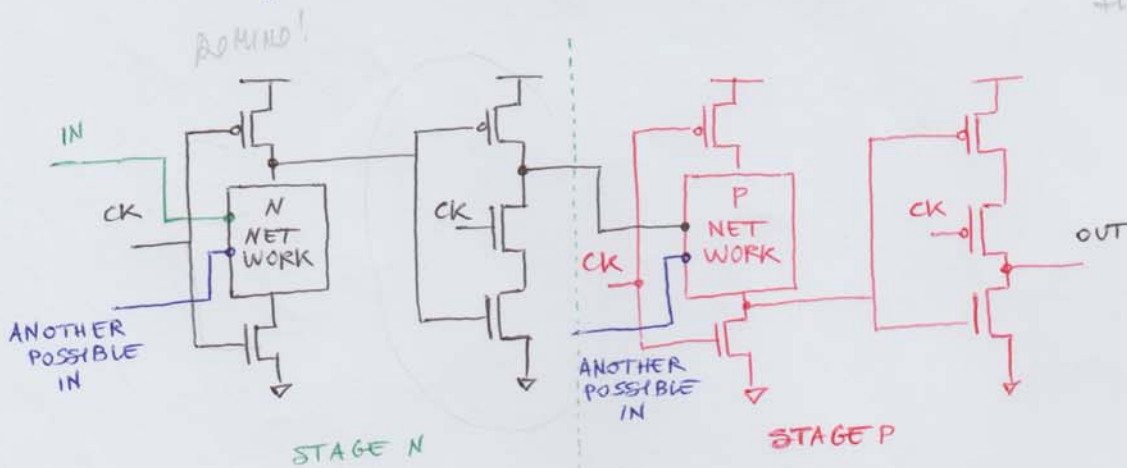 DOMINO!
IN
CK
N
NET
WORK
ANOTHER
POSSIBLE
IN
CK
STAGE N
CK
P
NET
WORK
ANOTHER
POSSIBLE
IN
CK
OUT
STAGE P